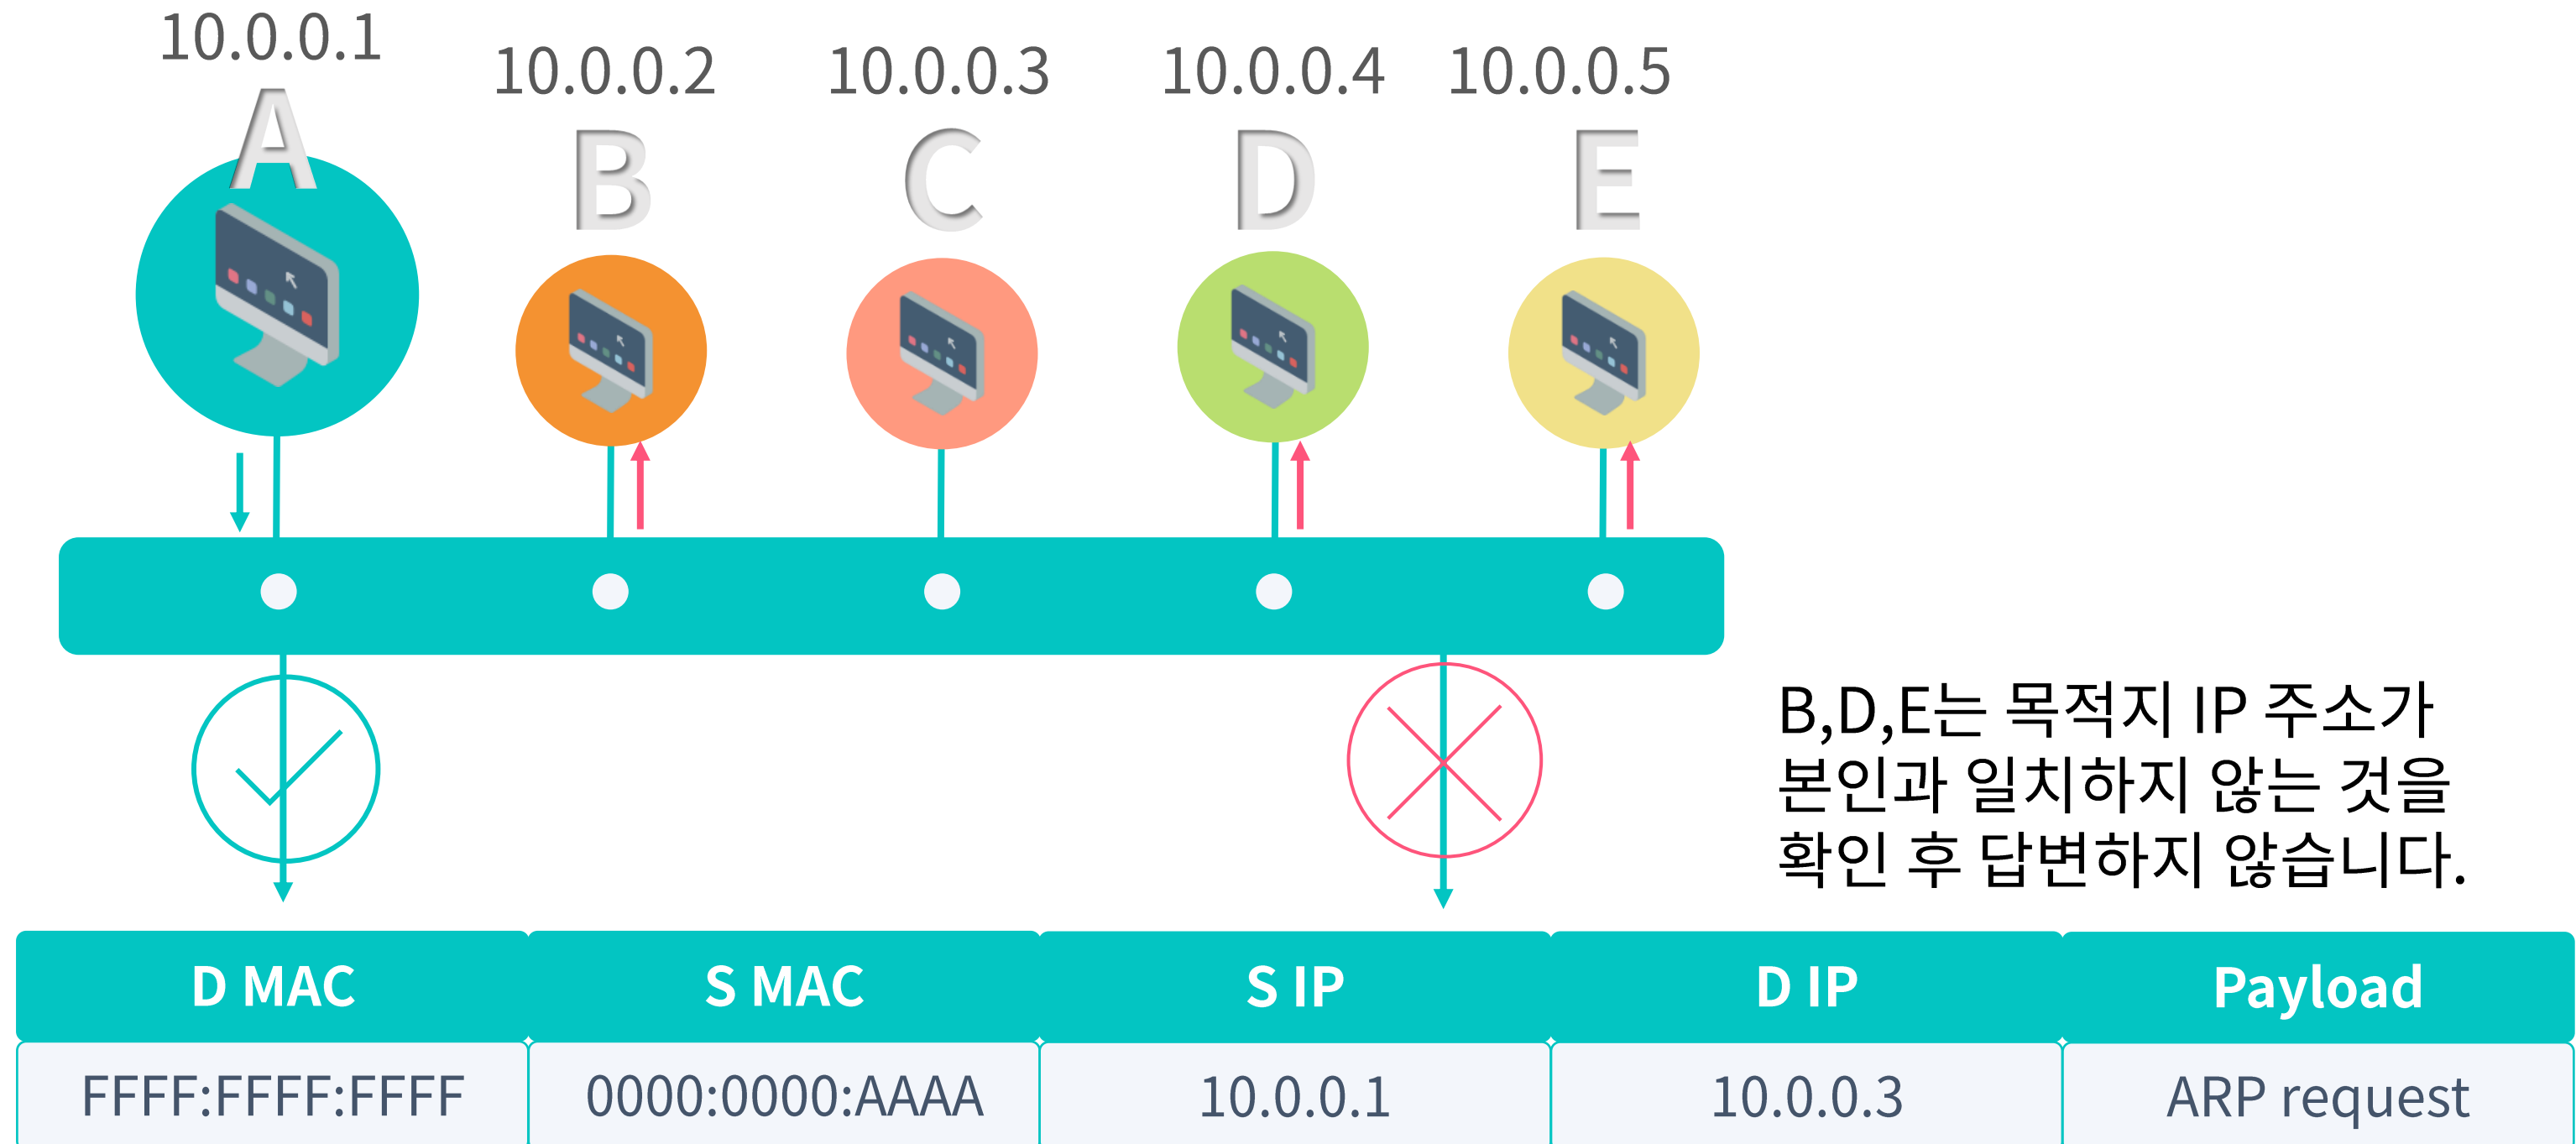 10.0.0.1
10.0.0.2
10.0.0.3
10.0.0.4
10.0.0.5
A
B
C
D
E
B,D,E는 목적지 IP 주소가
본인과 일치하지 않는 것을
확인 후 답변하지 않습니다.
D MAC
S MAC
S IP
D IP
Payload
FFFF:FFFF:FFFF
0000:0000:AAAA
10.0.0.1
10.0.0.3
ARP request